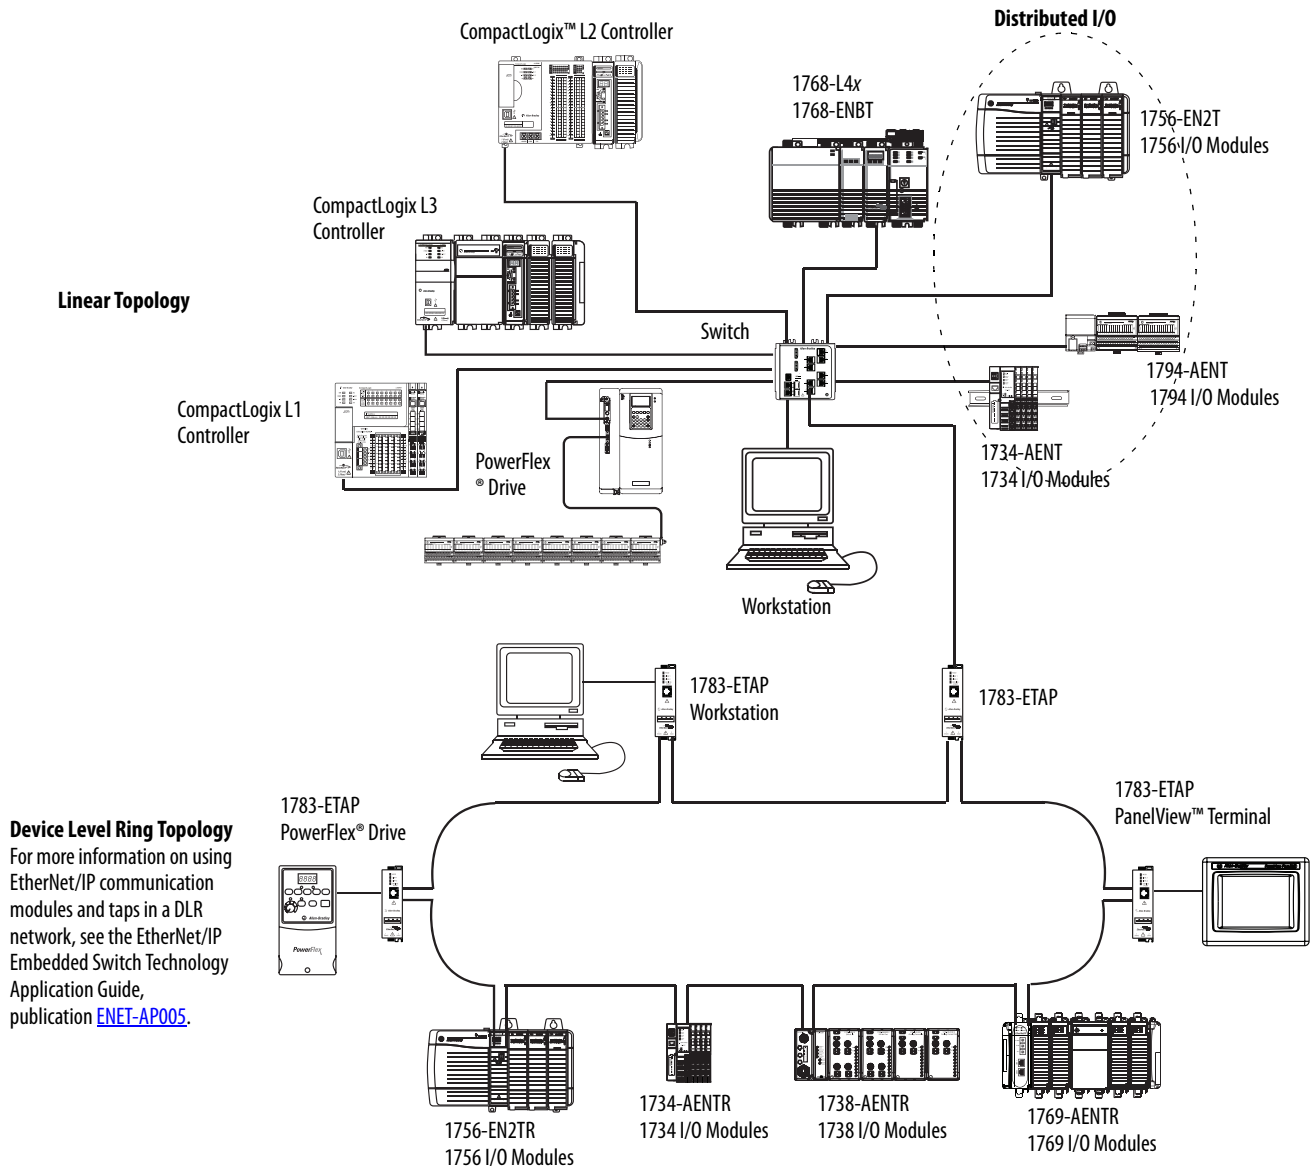 Distributed I/O
CompactLogix™ L2 Controller
1768-L4x
1768-ENBT
1756-EN2T
1756 I/O Modules
CompactLogix L3
Controller
Linear Topology
Switch
1794-AENT
1794 I/O Modules
CompactLogix L1
Controller
PowerFlex
® Drive
1734-AENT
1734 I/O Modules
Workstation
1783-ETAP
Workstation
1783-ETAP
1783-ETAP
PowerFlex® Drive
1783-ETAP
PanelView™ Terminal
Device Level Ring Topology
For more information on using
EtherNet/IP communication
modules and taps in a DLR
network, see the EtherNet/IP
Embedded Switch Technology
Application Guide,
publication ENET-AP005.
PowerFlex
1756-EN2TR
1756 I/O Modules
1734-AENTR
1734 I/O Modules
1738-AENTR
1738 I/O Modules
1769-AENTR
1769 I/O Modules